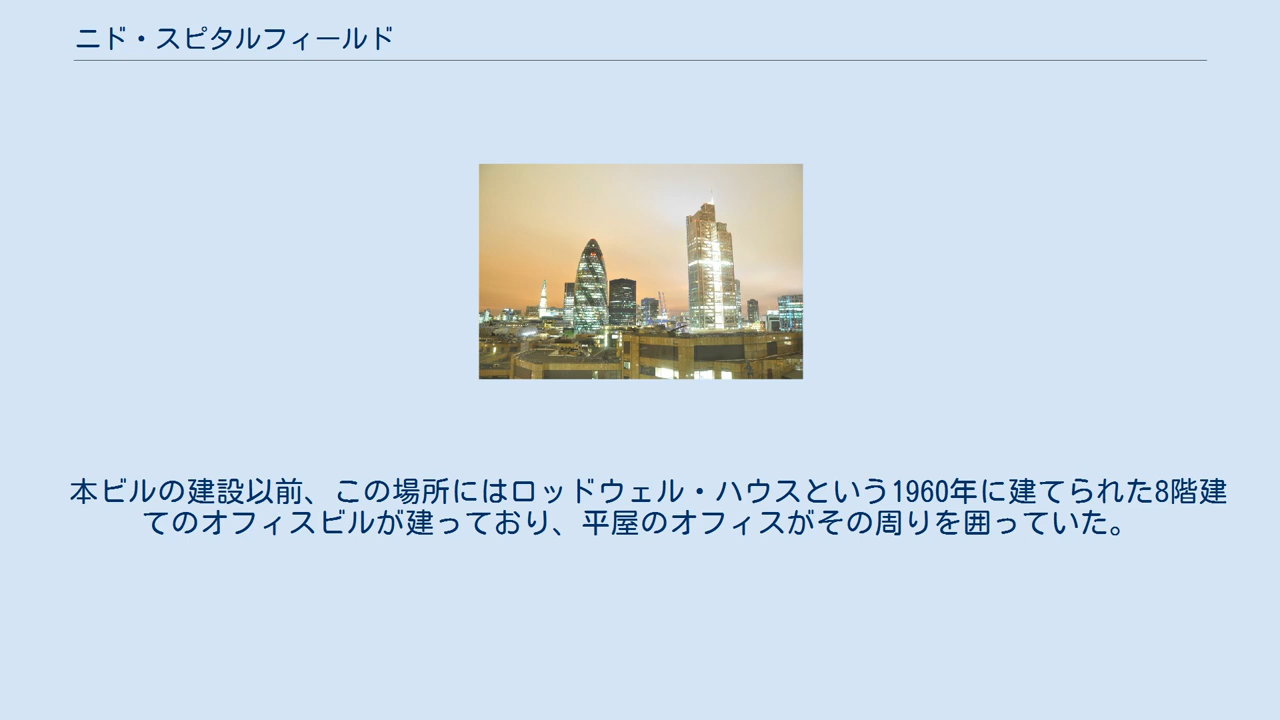 ニド・スピタルフィールド
本ビルの建設以前、この場所にはロッドウェル・ハウスという1960年に建てられた8階建
てのオフィスビルが建っており、平屋のオフィスがその周りを囲っていた。